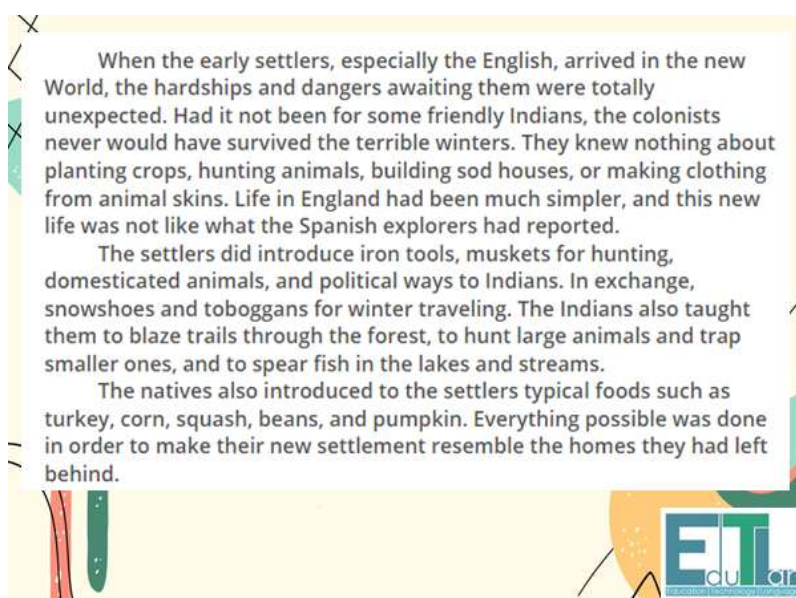 When the early settlers, especially the English, arrived in the new
World, the hardships and dangers awaiting them were totally
unexpected. Had it not been for some friendly Indians, the colonists
never would have survived the terrible winters. They knew nothing about
planting crops, hunting animals, building sod houses, or making clothing
from animal skins. Life in England had been much simpler, and this new
life was not like what the Spanish explorers had reported.
The settlers did introduce iron tools, muskets for hunting,
domesticated animals, and political ways to Indians. In exchange,
snowshoes and toboggans for winter traveling. The Indians also taught
them to blaze trails through the forest, to hunt large animals and trap
smaller ones, and to spear fish in the lakes and streams.
The natives also introduced to the settlers typical foods such as
turkey, corn, squash, beans, and pumpkin. Everything possible was done
in order to make their new settlement resemble the homes they had left
behind.
Education Technology Language